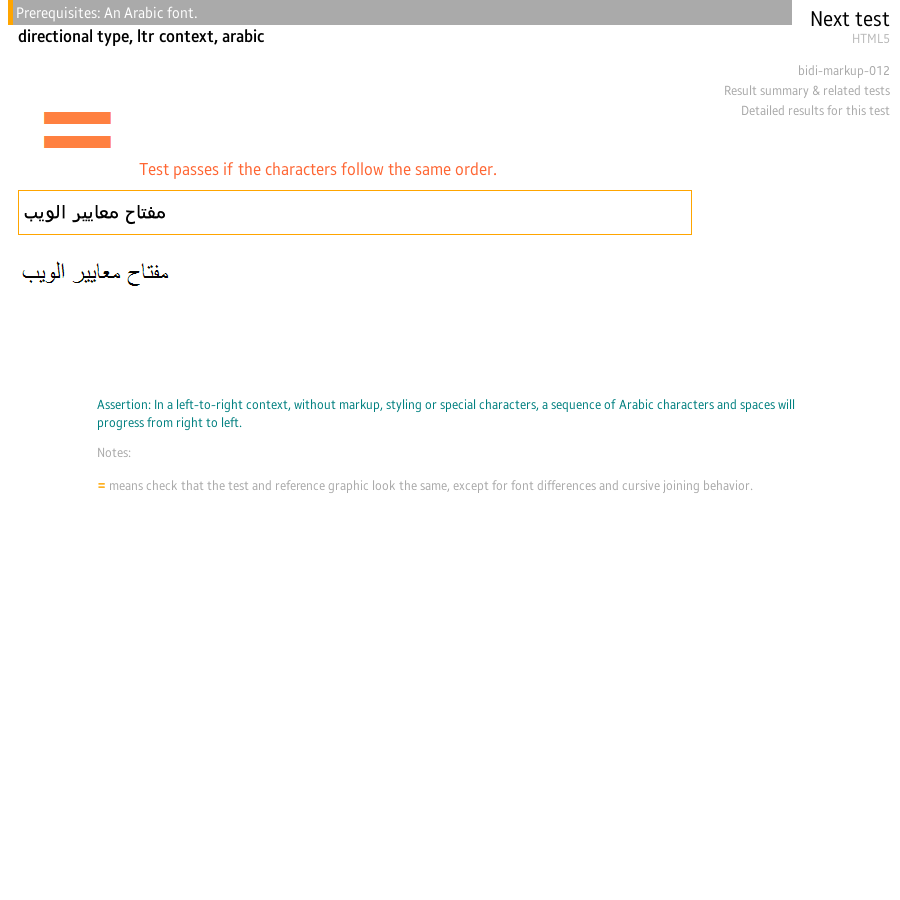 Prerequisites: An Arabic font.
Next test
directional type, ltr context, arabic
HTML5
bidi-markup-012
Result summary & related tests
Detailed results for this test
=
Test passes if the characters follow the same order.
مفتاح معايير الويب
مفتاح معايير الويب
Assertion: In a left-to-right context, without markup, styling or special characters, a sequence of Arabic characters and spaces will
progress from right to left.
Notes:
= means check that the test and reference graphic look the same, except for font differences and cursive joining behavior.